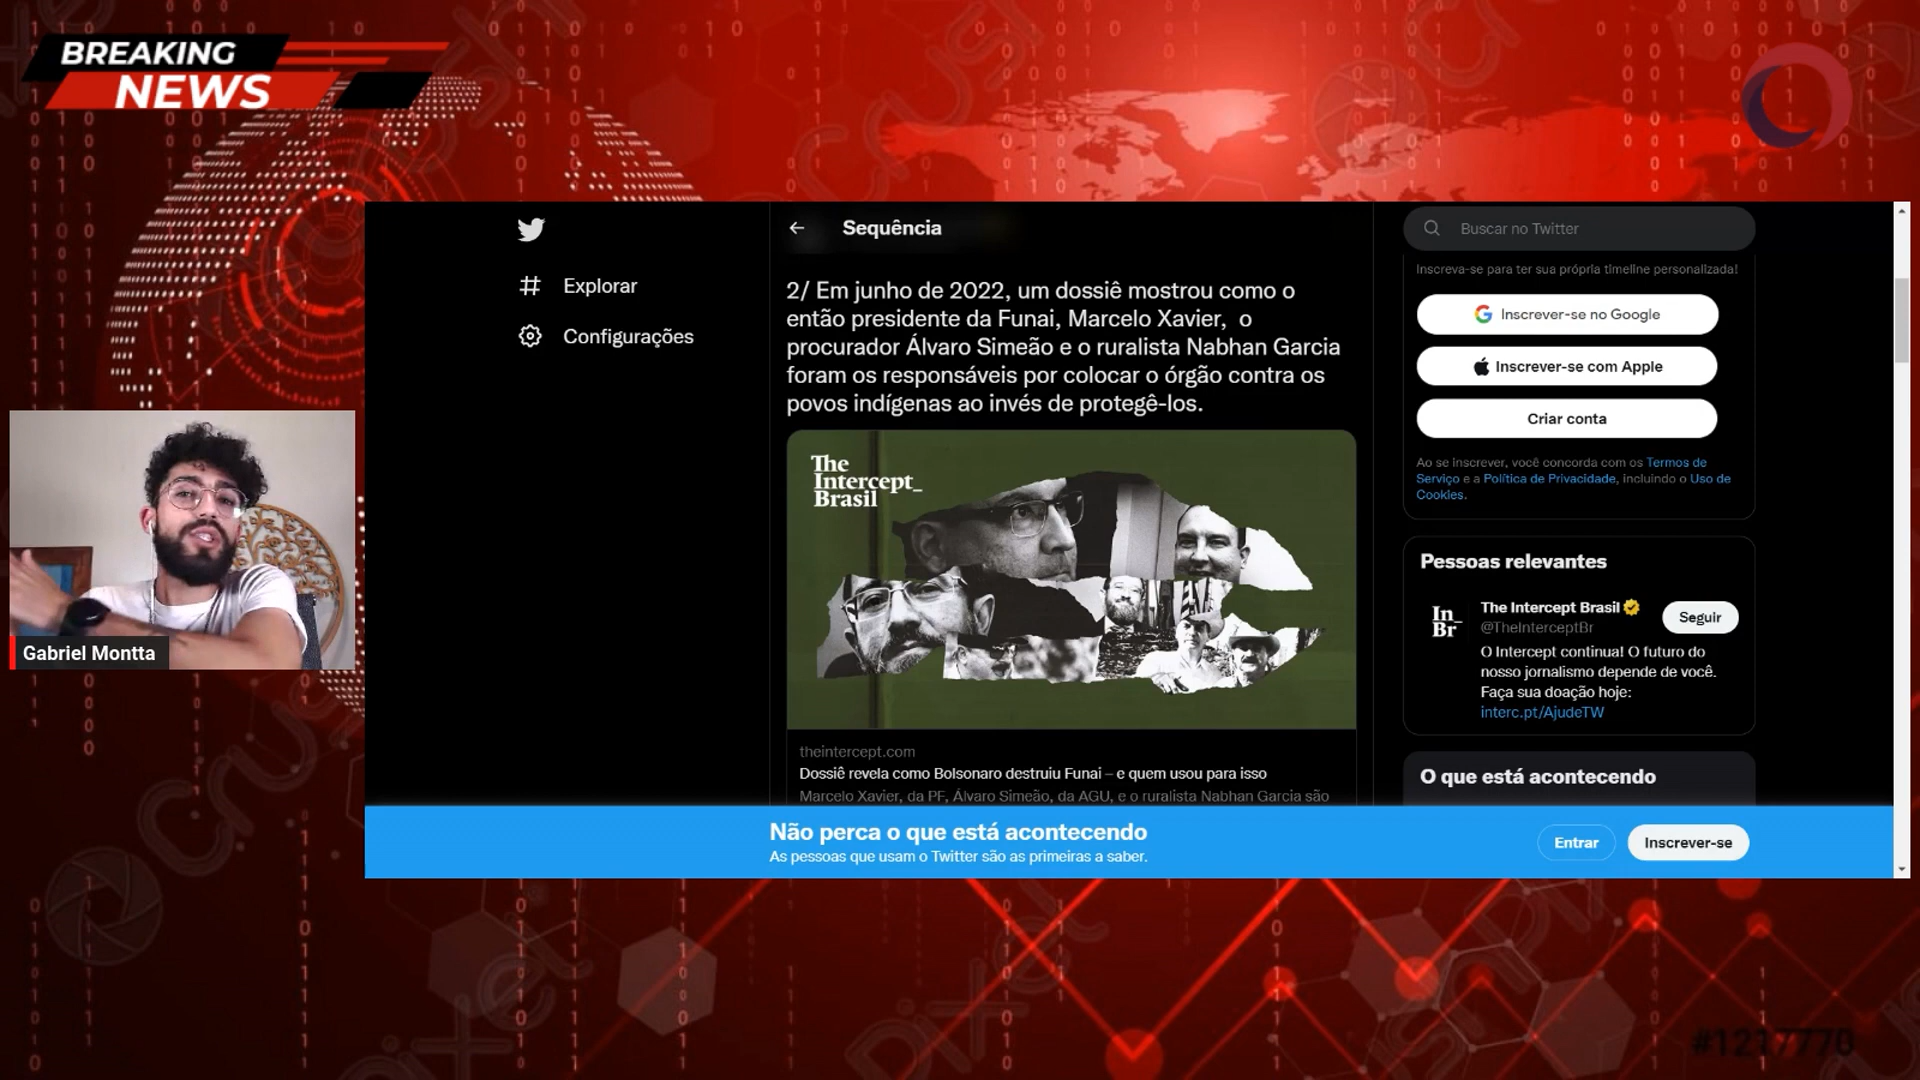 BREAKING
NEWS
Sequência
Buscar no Twitter
Explorar
Configurações
2/ Em junho de 2022, um dossiê mostrou como o
então presidente da Funai, Marcelo Xavier, o
procurador Álvaro Simeão e o ruralista Nabhan Garcia
foram os responsáveis por colocar o órgão contra os
povos indígenas ao invés de protegê-los.
The
Intercept_
Brasil
theintercept.com
Dossiê revela como Bolsonaro destruiu Funai – e quem usou para isso
Marcelo Xavier, da PF, Álvaro Simeão, da AGU, e o ruralista Nabhan Garcia são
Inscreva-se para ter sua própria timeline personalizada!
Inscrever-se no Google
Inscrever-se com Apple
Criar conta
Ao se inscrever, você concorda com os Termos de
Serviço e a Política de Privacidade, incluindo o Uso de
Cookies.
Pessoas relevantes
In_
Br
The Intercept Brasil
@TheInterceptBr
Seguir
O Intercept continua! O futuro do
nosso jornalismo depende de você.
Faça sua doação hoje:
interc.pt/AjudeTW
O que está acontecendo
Gabriel Montta
Não perca o que está acontecendo
As pessoas que usam o Twitter são as primeiras a saber.
Entrar
Inscrever-se
#1217770